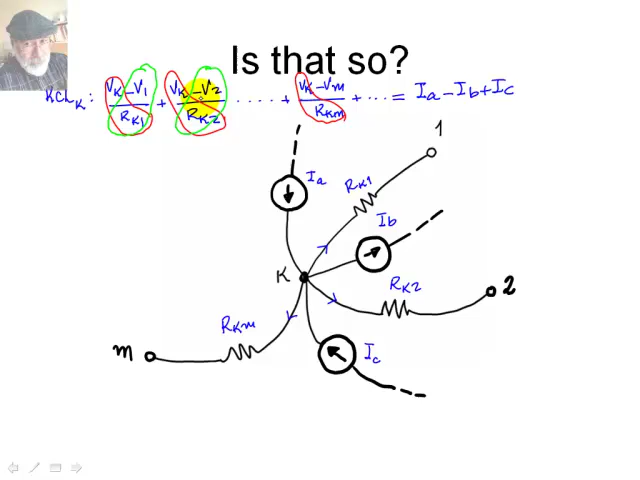 Is that so?
KCL_K: (V_K - V_1)/R_K1 + (V_K - V_2)/R_K2 ..... + (V_K - V_m)/R_Km + ... = I_a - I_b + I_c
1
I_a
R_K1
I_b
K
R_K2
2
R_Km
m
I_c